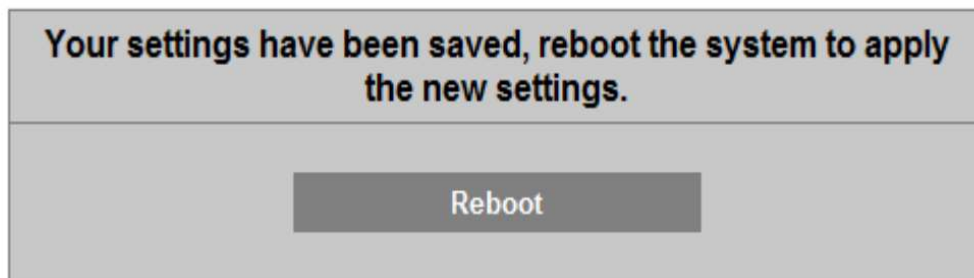 Your settings have been saved, reboot the system to apply
the new settings.
Reboot